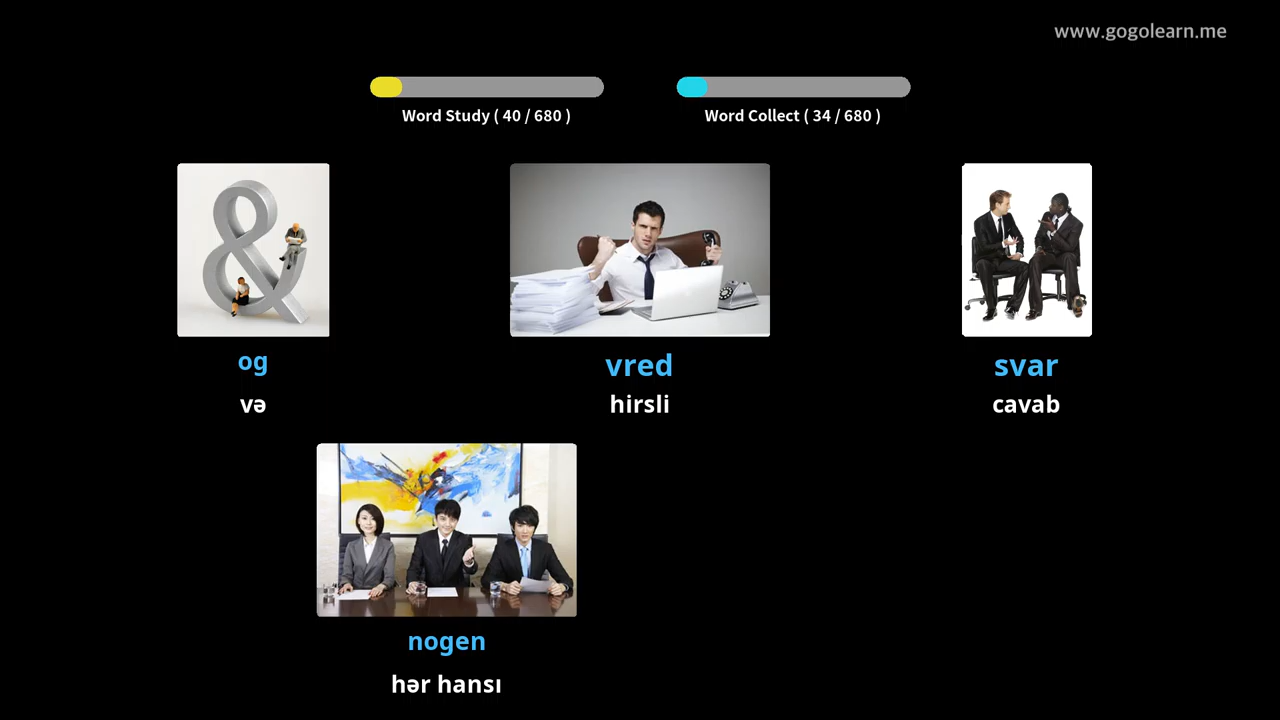 www.gogolearn.me
Word Study ( 40 / 680 )
Word Collect ( 34 / 680 )
&
og
vred
svar
və
hirsli
cavab
nogen
hər hansı